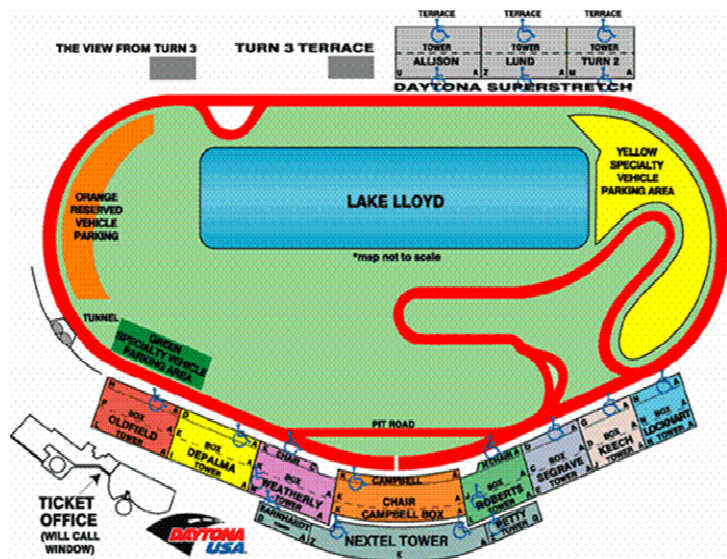 TERRACE TERRACE TERRACE
THE VIEW FROM TURN 3
TURN 3 TERRACE
TOWER TOWER TOWER
ALLISON LUND TURN 2
U A Z A M A
DAYTONA SUPERSTRETCH
YELLOW
SPECIALTY
VEHICLE
PARKING AREA
ORANGE
RESERVED
VEHICLE
PARKING
LAKE LLOYD
*map not to scale
TUNNEL
GREEN
SPECIALTY VEHICLE
PARKING AREA
PIT ROAD
BOX
OLDFIELD
TOWER
BOX
DEPALMA
TOWER
CHAIR
BOX
WEATHERLY
TOWER
CAMPBELL
CHAIR
CAMPBELL BOX
BOX
ROBERTS
TOWER
BOX
SEGRAVE
TOWER
BOX
KEECH
TOWER
BOX
LOCKHART
TOWER
EARNHARDT
NEXTEL TOWER
PETTY
TOWER
TICKET
OFFICE
(WILL CALL
WINDOW)
DAYTONA
USA